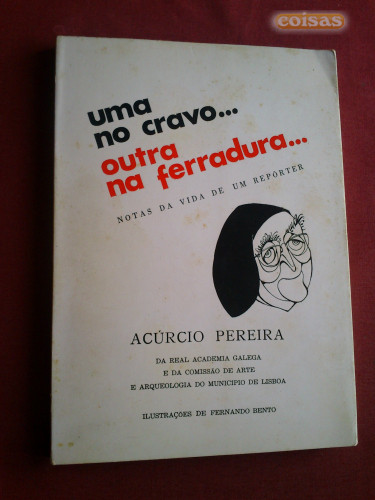 coisas
uma
no cravo...
outra
na ferradura...
NOTAS DA VIDA DE UM REPÓRTER
ACÚRCIO PEREIRA
DA REAL ACADEMIA GALEGA
E DA COMISSÃO DE ARTE
E ARQUEOLOGIA DO MUNICIPIO DE LISBOA
ILUSTRAÇÕES DE FERNANDO BENTO